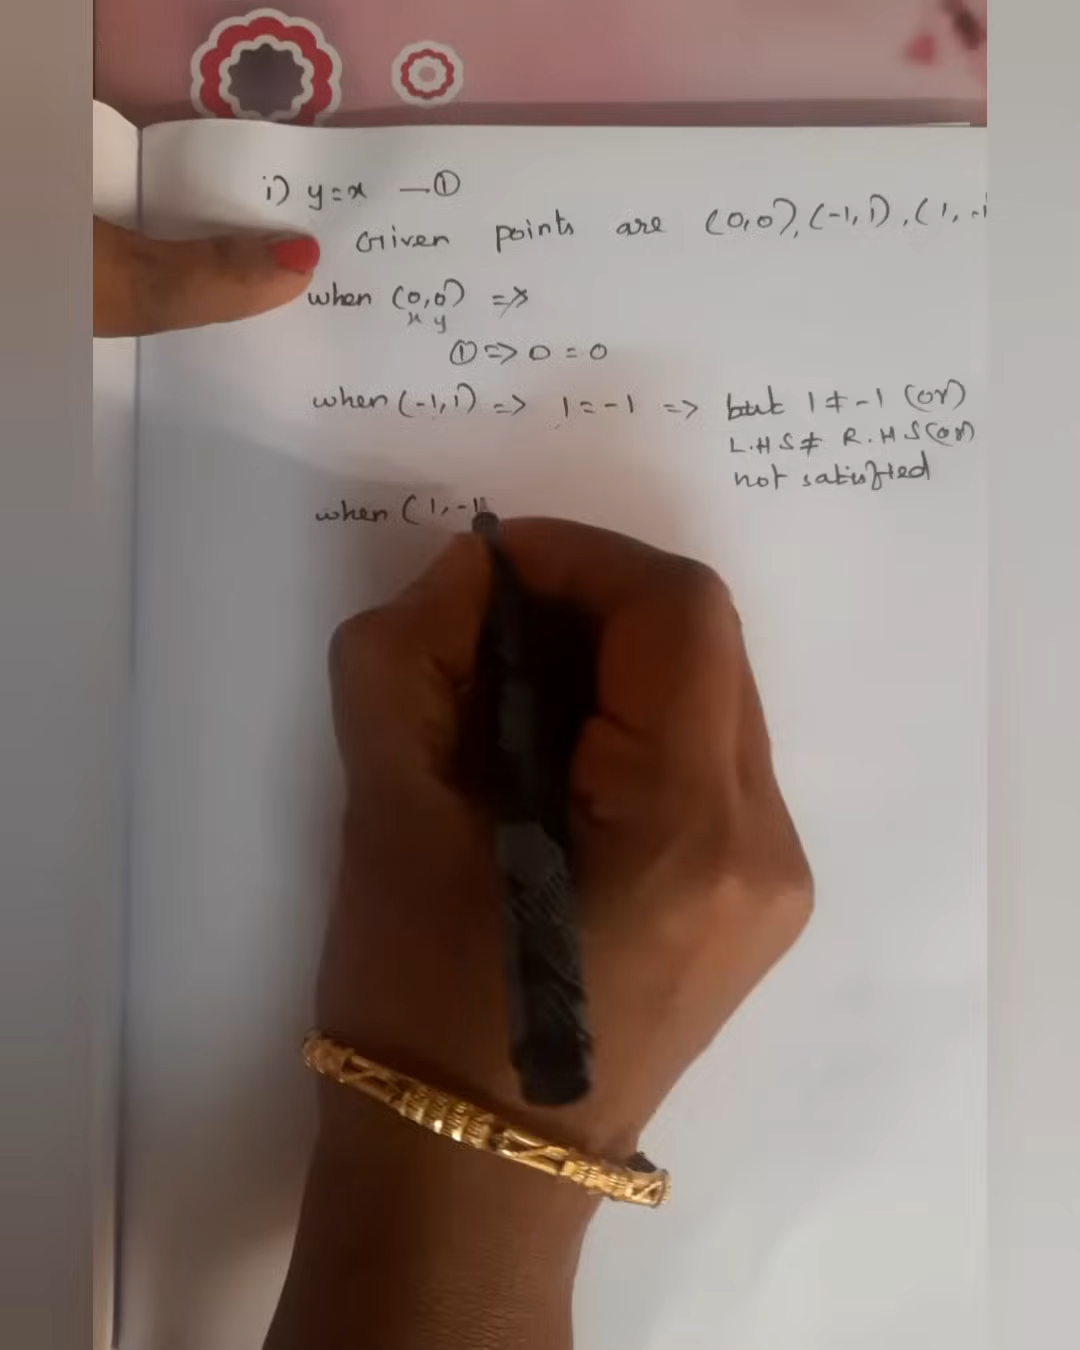 i) y=x —①
Given points are (0,0), (-1,1), (1,-1
when (0,0) =>
x y
①=> 0 = 0
when (-1,1) => 1 = -1 => but 1 ≠ -1 (or)
L.H S ≠ R.H S (or)
not satisfied
when (1,-1